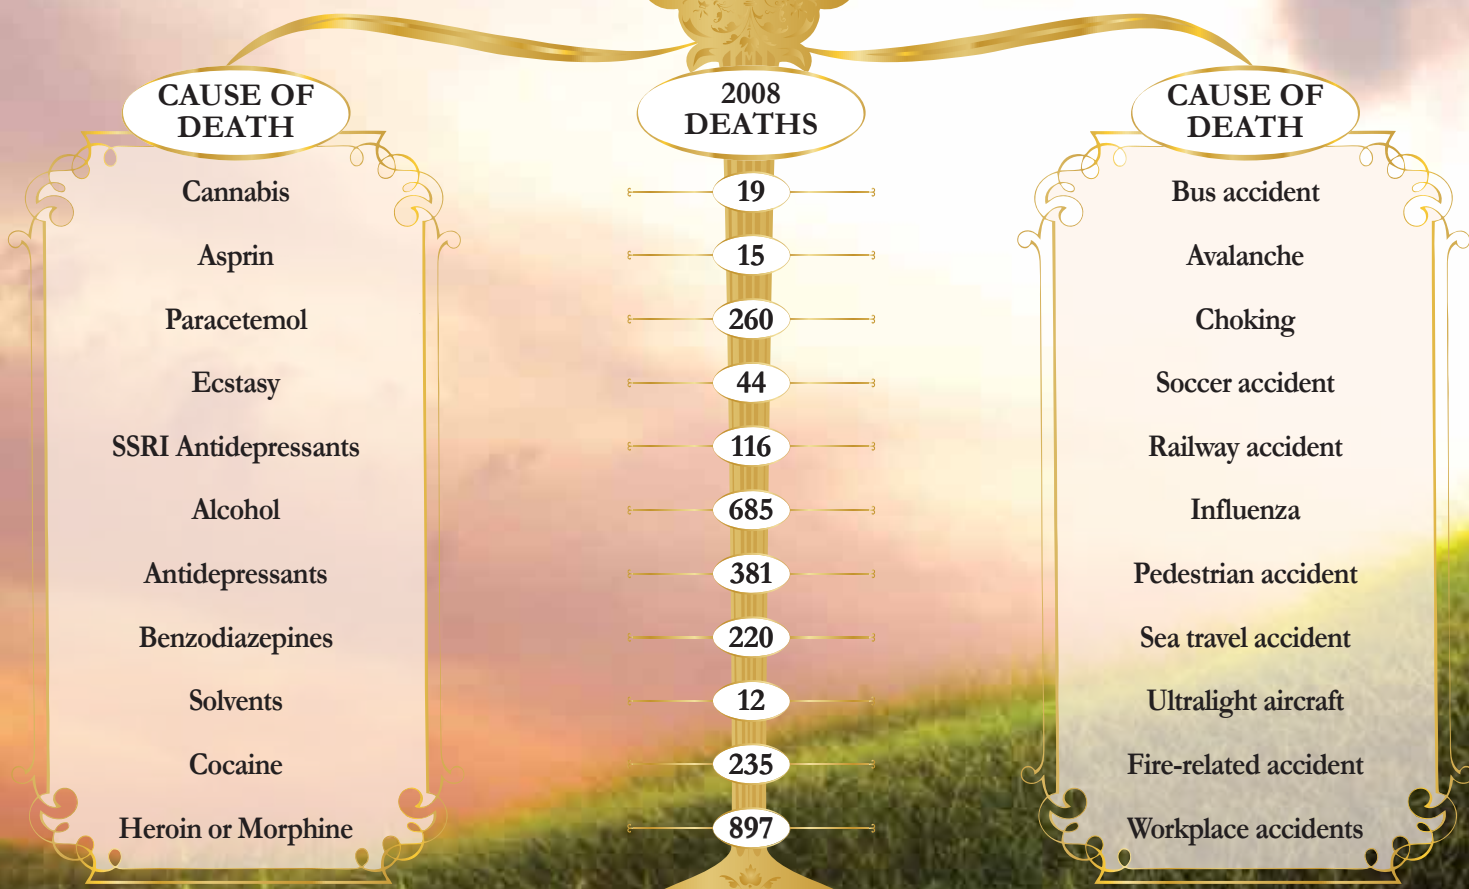 CAUSE OF
DEATH
2008
DEATHS
CAUSE OF
DEATH
Cannabis 19 Bus accident
Asprin 15 Avalanche
Paracetemol 260 Choking
Ecstasy 44 Soccer accident
SSRI Antidepressants 116 Railway accident
Alcohol 685 Influenza
Antidepressants 381 Pedestrian accident
Benzodiazepines 220 Sea travel accident
Solvents 12 Ultralight aircraft
Cocaine 235 Fire-related accident
Heroin or Morphine 897 Workplace accidents